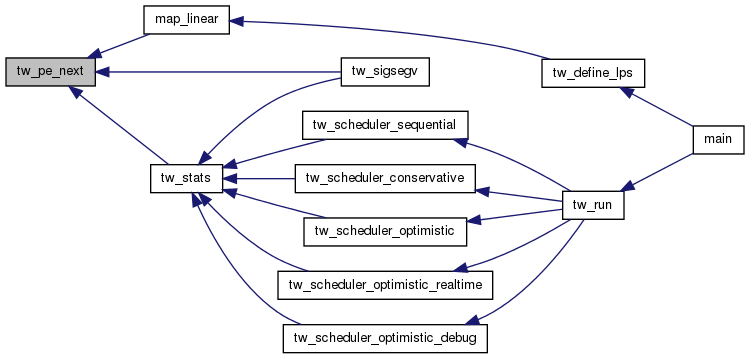 map_linear
tw_pe_next
tw_sigsegv
tw_define_lps
tw_scheduler_sequential
main
tw_stats
tw_scheduler_conservative
tw_run
tw_scheduler_optimistic
tw_scheduler_optimistic_realtime
tw_scheduler_optimistic_debug